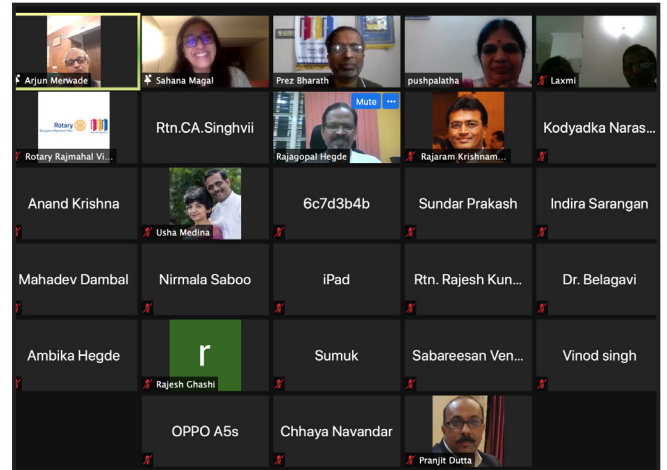 Arjun Merwade
Sahana Magal
Prez Bharath
pushpalatha
Laxmi
Rotary
Rotary Rajmahal Vi...
Rtn.CA.Singhvii
Mute
Rajagopal Hegde
Rajaram Krishnam...
Kodyadka Naras...
Anand Krishna
Usha Medina
6c7d3b4b
Sundar Prakash
Indira Sarangan
Mahadev Dambal
Nirmala Saboo
iPad
Rtn. Rajesh Kun...
Dr. Belagavi
Ambika Hegde
r
Rajesh Ghashi
Sumuk
Sabareesan Ven...
Vinod singh
OPPO A5s
Chhaya Navandar
Pranjit Dutta